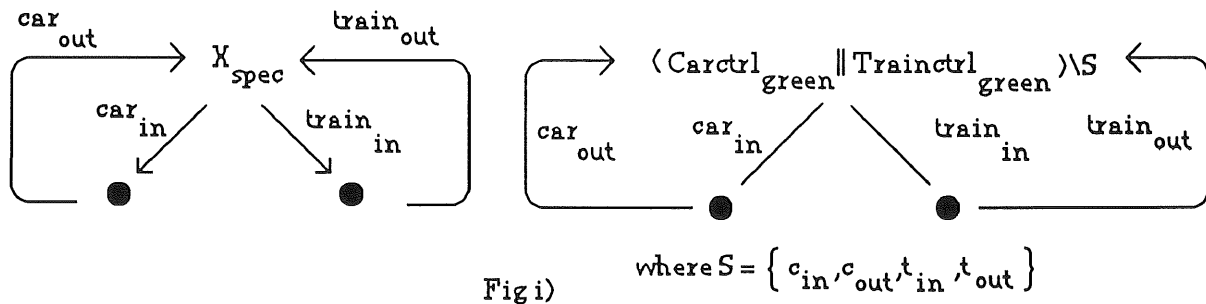 car_out
train_out
X_spec
car_in
train_in
(Carctrl_green || Trainctrl_green)\S
car_out
car_in
train_in
train_out
where S = { c_in, c_out, t_in, t_out }
Fig i)